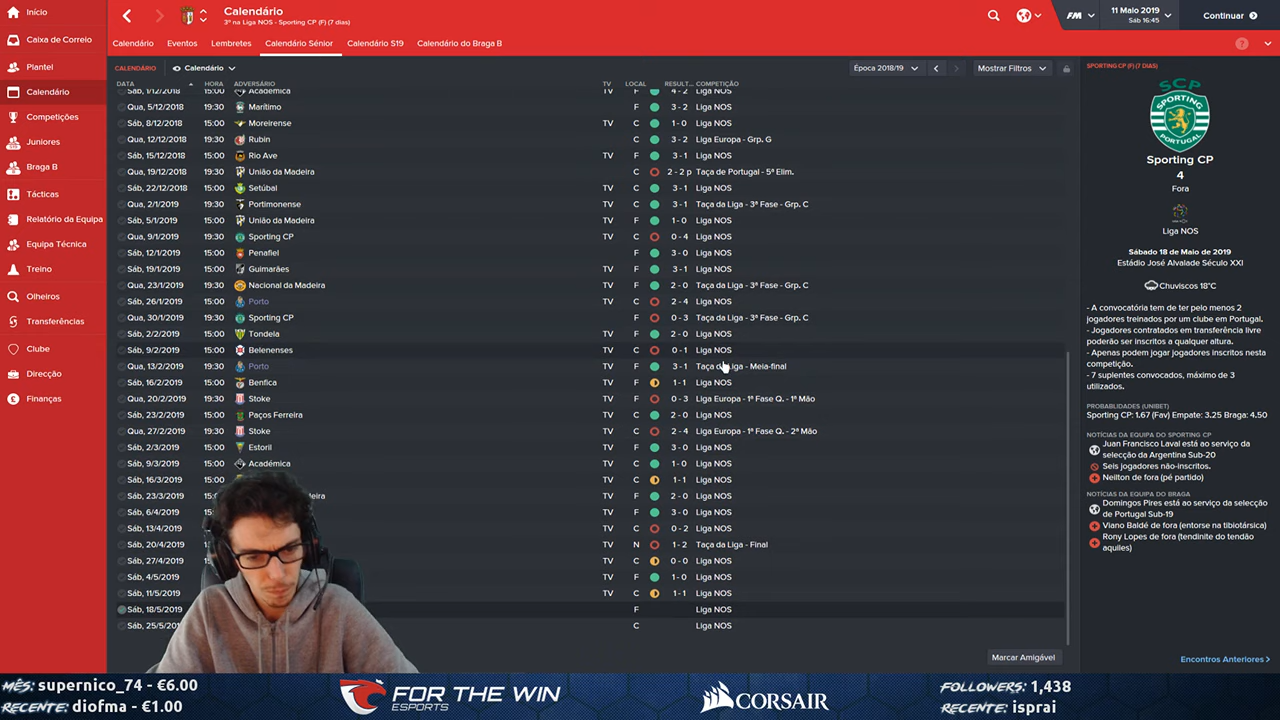 Início
Caixa de Correio
Plantel
Calendário
Competições
Juniores
Braga B
Tácticas
Relatório da Equipa
Equipa Técnica
Treino
Olheiros
Transferências
Clube
Direcção
Finanças
Calendário
3º na Liga NOS - Sporting CP (F) (7 dias)
FM
11 Maio 2019
Sáb 16:45
Continuar
Calendário Eventos Lembretes Calendário Sénior Calendário S19 Calendário do Braga B
CALENDÁRIO Calendário Época 2018/19 Mostrar Filtros
DATA HORA ADVERSÁRIO TV LOCAL RESULT... COMPETIÇÃO
Sáb, 1/12/2018 15:00 Académica TV F 4 - 2 Liga NOS
Qua, 5/12/2018 19:30 Marítimo F 3 - 2 Liga NOS
Sáb, 8/12/2018 15:00 Moreirense TV C 1 - 0 Liga NOS
Qua, 12/12/2018 19:30 Rubin C 3 - 2 Liga Europa - Grp. G
Sáb, 15/12/2018 15:00 Rio Ave TV F 3 - 1 Liga NOS
Qua, 19/12/2018 19:30 União da Madeira C 2 - 2 p Taça de Portugal - 5ª Elim.
Sáb, 22/12/2018 15:00 Setúbal TV C 3 - 1 Liga NOS
Qua, 2/1/2019 19:30 Portimonense TV C 3 - 1 Taça da Liga - 3ª Fase - Grp. C
Sáb, 5/1/2019 15:00 União da Madeira TV F 1 - 0 Liga NOS
Qua, 9/1/2019 19:30 Sporting CP TV C 0 - 4 Liga NOS
Sáb, 12/1/2019 15:00 Penafiel F 3 - 0 Liga NOS
Sáb, 19/1/2019 15:00 Guimarães TV F 3 - 1 Liga NOS
Qua, 23/1/2019 19:30 Nacional da Madeira TV F 2 - 0 Taça da Liga - 3ª Fase - Grp. C
Sáb, 26/1/2019 15:00 Porto TV C 2 - 4 Liga NOS
Qua, 30/1/2019 19:30 Sporting CP F 0 - 3 Taça da Liga - 3ª Fase - Grp. C
Sáb, 2/2/2019 15:00 Tondela TV F 2 - 0 Liga NOS
Sáb, 9/2/2019 15:00 Belenenses TV C 0 - 1 Liga NOS
Qua, 13/2/2019 19:30 Porto TV F 3 - 1 Taça da Liga - Meia-final
Sáb, 16/2/2019 15:00 Benfica TV F 1 - 1 Liga NOS
Qua, 20/2/2019 19:30 Stoke TV F 0 - 3 Liga Europa - 1ª Fase Q. - 1ª Mão
Sáb, 23/2/2019 15:00 Paços Ferreira TV C 2 - 0 Liga NOS
Qua, 27/2/2019 19:30 Stoke TV C 2 - 4 Liga Europa - 1ª Fase Q. - 2ª Mão
Sáb, 2/3/2019 15:00 Estoril TV F 3 - 0 Liga NOS
Sáb, 9/3/2019 15:00 Académica TV C 1 - 0 Liga NOS
Sáb, 16/3/2019 TV C 1 - 1 Liga NOS
Sáb, 23/3/2019 TV F 2 - 0 Liga NOS
Sáb, 6/4/2019 TV F 3 - 0 Liga NOS
Sáb, 13/4/2019 TV C 0 - 2 Liga NOS
Sáb, 20/4/2019 TV N 1 - 2 Taça da Liga - Final
Sáb, 27/4/2019 TV C 0 - 0 Liga NOS
Sáb, 4/5/2019 TV F 1 - 0 Liga NOS
Sáb, 11/5/2019 TV C 1 - 1 Liga NOS
Sáb, 18/5/2019 F Liga NOS
Sáb, 25/5/ C Liga NOS
Marcar Amigável
SPORTING CP (F) (7 DIAS)
SCP
SPORTING
PORTUGAL
Sporting CP
4
Fora
Liga NOS
Sábado 18 de Maio de 2019
Estádio José Alvalade Século XXI
Chuviscos 18°C
- A convocatória tem de ter pelo menos 2
jogadores treinados por um clube em Portugal.
- Jogadores contratados em transferência livre
poderão ser inscritos a qualquer altura.
- Apenas podem jogar jogadores inscritos nesta
competição.
- 7 suplentes convocados, máximo de 3
utilizados.
PROBABLIDADES (UNIBET)
Sporting CP: 1.67 (Fav) Empate: 3.25 Braga: 4.50
NOTÍCIAS DA EQUIPA DO SPORTING CP
Juan Francisco Laval está ao serviço da
selecção da Argentina Sub-20
Seis jogadores não-inscritos.
Neilton de fora (pé partido)
NOTÍCIAS DA EQUIPA DO BRAGA
Domingos Pires está ao serviço da selecção
de Portugal Sub-19
Viano Baldé de fora (entorse na tibiotársica)
Rony Lopes de fora (tendinite do tendão
aquiles)
Encontros Anteriores >
MÊS: supernico_74 - €6.00
RECENTE: diofma - €1.00
FOR THE WIN
ESPORTS
CORSAIR
FOLLOWERS: 1,438
RECENTE: isprai